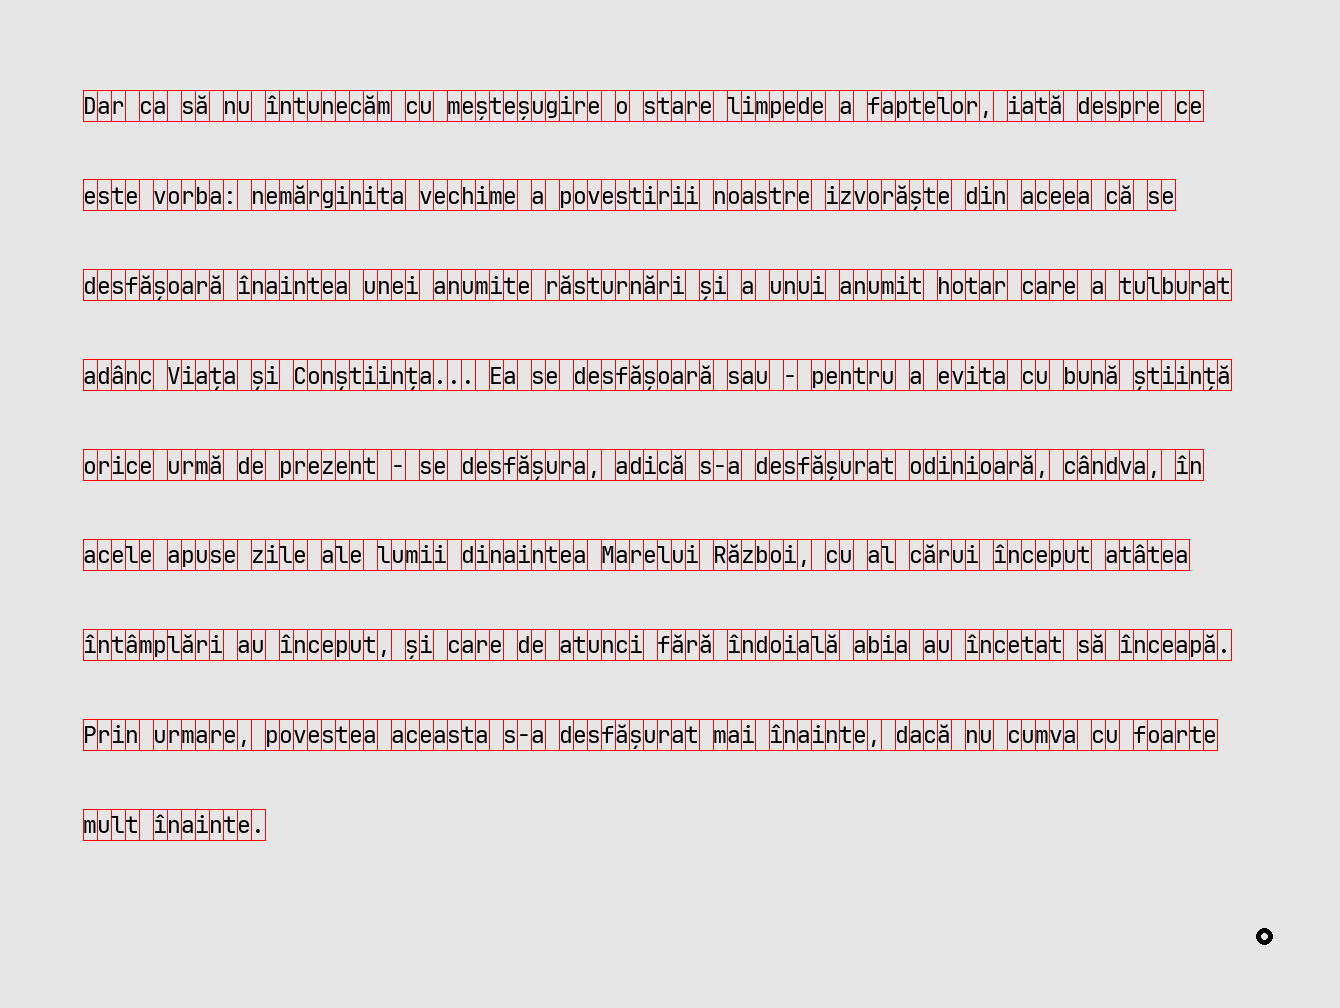 Dar ca să nu întunecăm cu meșteșugire o stare limpede a faptelor, iată despre ce
este vorba: nemărginita vechime a povestirii noastre izvorăște din aceea că se
desfășoară înaintea unei anumite răsturnări și a unui anumit hotar care a tulburat
adânc Viața și Conștiința... Ea se desfășoară sau - pentru a evita cu bună știință
orice urmă de prezent - se desfășura, adică s-a desfășurat odinioară, cândva, în
acele apuse zile ale lumii dinaintea Marelui Război, cu al cărui început atâtea
întâmplări au început, și care de atunci fără îndoială abia au încetat să înceapă.
Prin urmare, povestea aceasta s-a desfășurat mai înainte, dacă nu cumva cu foarte
mult înainte.